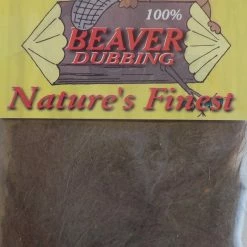 100%
BEAVER
DUBBING
Nature's Finest